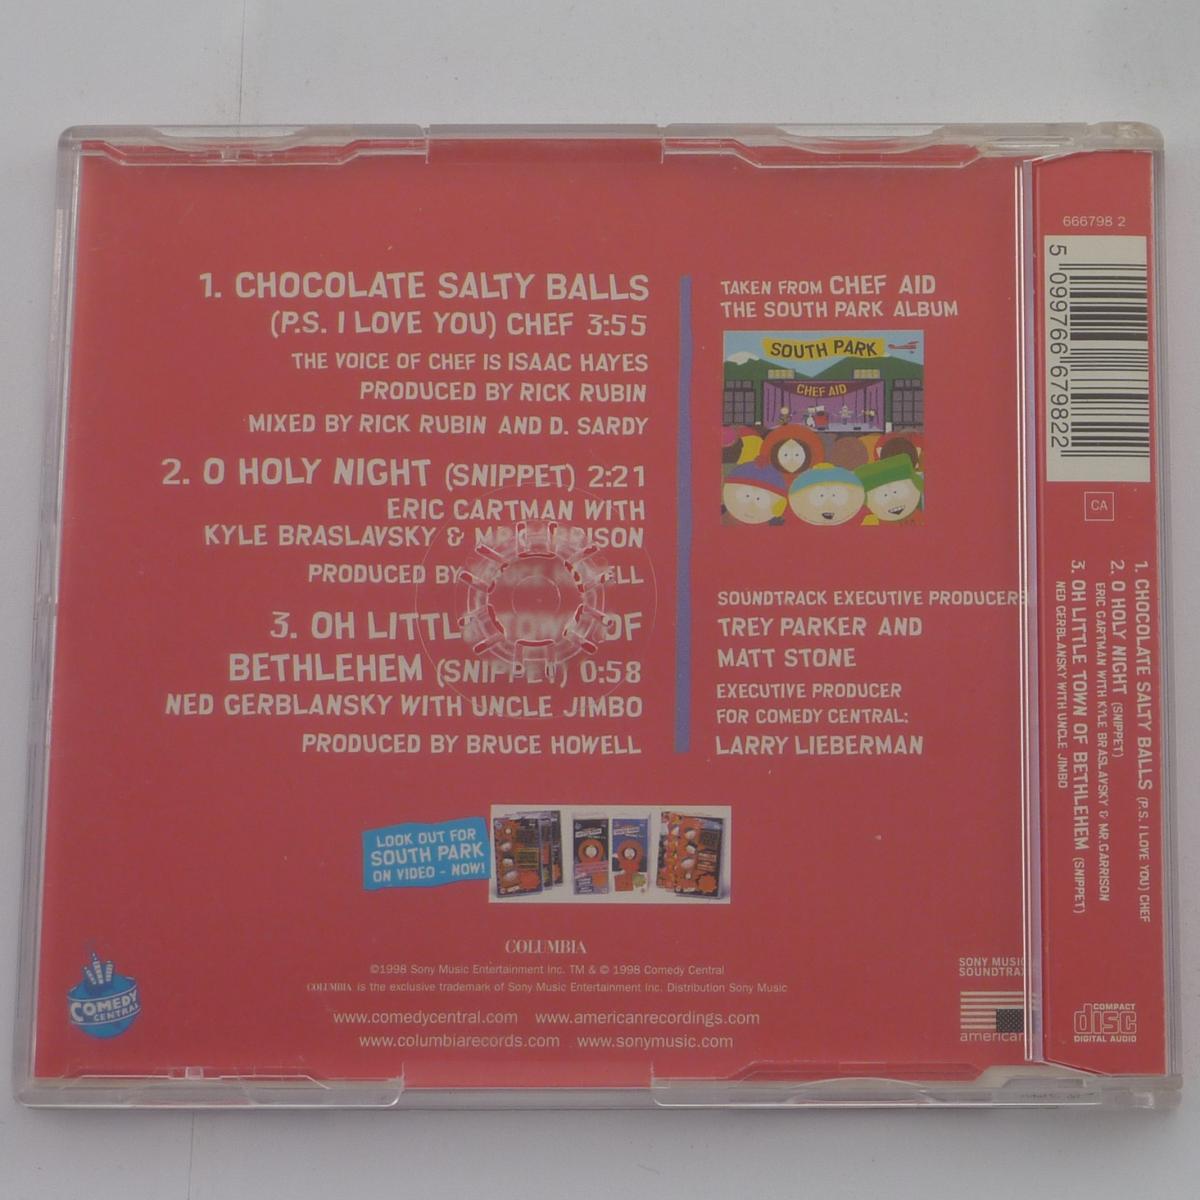 1. CHOCOLATE SALTY BALLS
(P.S. I LOVE YOU) CHEF 3:55
THE VOICE OF CHEF IS ISAAC HAYES
PRODUCED BY RICK RUBIN
MIXED BY RICK RUBIN AND D. SARDY
2. O HOLY NIGHT (SNIPPET) 2:21
ERIC CARTMAN WITH
KYLE BRASLAVSKY & MR.GARRISON
PRODUCED BY BRUCE HOWELL
3. OH LITTLE TOWN OF
BETHLEHEM (SNIPPET) 0:58
NED GERBLANSKY WITH UNCLE JIMBO
PRODUCED BY BRUCE HOWELL
TAKEN FROM CHEF AID
THE SOUTH PARK ALBUM
SOUTH PARK
CHEF AID
SOUNDTRACK EXECUTIVE PRODUCERS
TREY PARKER AND
MATT STONE
EXECUTIVE PRODUCER
FOR COMEDY CENTRAL:
LARRY LIEBERMAN
LOOK OUT FOR
SOUTH PARK
ON VIDEO - NOW!
COLUMBIA
©1998 Sony Music Entertainment Inc. TM & © 1998 Comedy Central
COLUMBIA is the exclusive trademark of Sony Music Entertainment Inc. Distribution Sony Music
www.comedycentral.com www.americanrecordings.com
www.columbiarecords.com www.sonymusic.com
COMEDY
CENTRAL
SONY MUSIC
SOUNDTRAX
american
666798 2
5 099766 679822
CA
1. CHOCOLATE SALTY BALLS (P.S. I LOVE YOU) CHEF
2. O HOLY NIGHT (SNIPPET)
ERIC CARTMAN WITH KYLE BRASLAVSKY & MR.GARRISON
3. OH LITTLE TOWN OF BETHLEHEM (SNIPPET)
NED GERBLANSKY WITH UNCLE JIMBO
COMPACT
disc
DIGITAL AUDIO